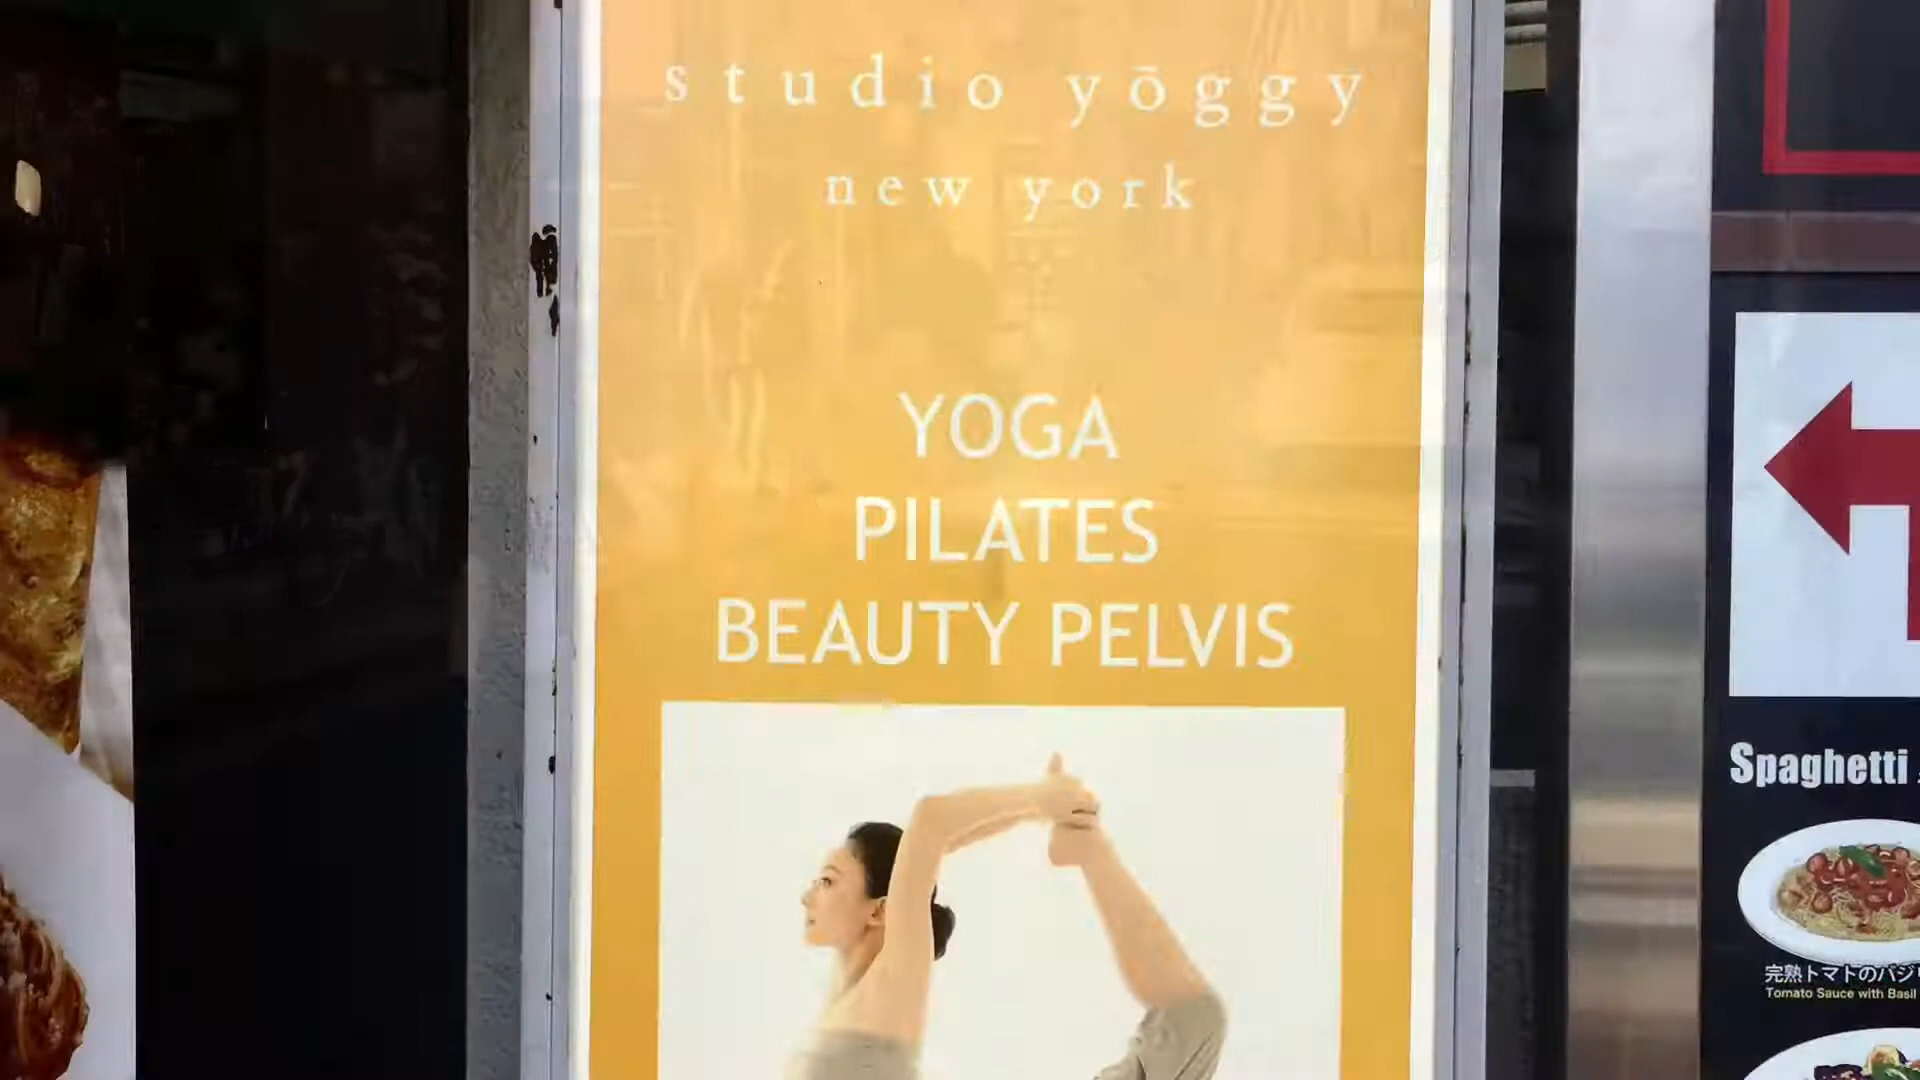 studio yōggy
new york
YOGA
PILATES
BEAUTY PELVIS
Spaghetti
完熟トマトのバジ
Tomato Sauce with Basil